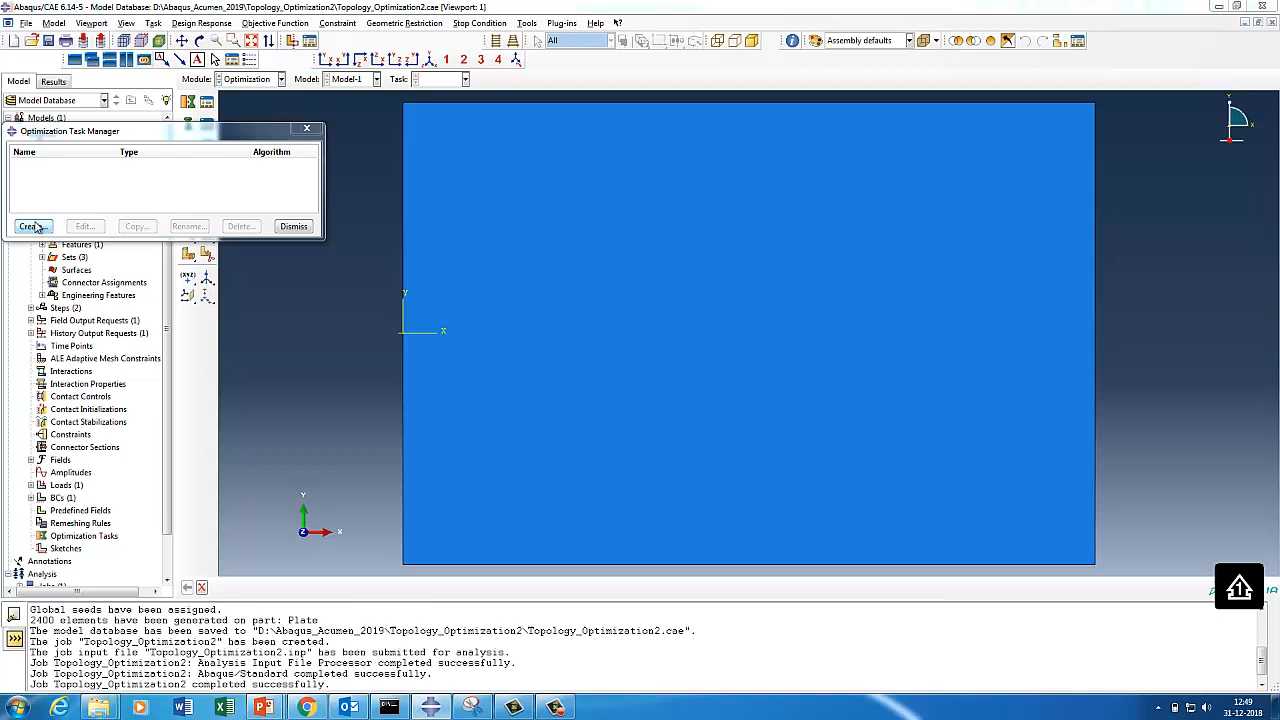 Abaqus/CAE 6.14-5 - Model Database: D:\Abaqus_Acumen_2019\Topology_Optimization2\Topology_Optimization2.cae [Viewport: 1]
File Model Viewport View Task Design Response Objective Function Constraint Geometric Restriction Stop Condition Tools Plug-ins Help
All Assembly defaults
A 1 2 3 4
Model Results Module: Optimization Model: Model-1 Task:
Model Database
Models (1)
Optimization Task Manager
Name Type Algorithm
Edit... Copy... Rename... Delete... Dismiss
Features (1)
Sets (3)
Surfaces
Connector Assignments
Engineering Features
Steps (2)
Field Output Requests (1)
History Output Requests (1)
Time Points
ALE Adaptive Mesh Constraints
Interactions
Interaction Properties
Contact Controls
Contact Initializations
Contact Stabilizations
Constraints
Connector Sections
Fields
Amplitudes
Loads (1)
BCs (1)
Predefined Fields
Remeshing Rules
Optimization Tasks
Sketches
Annotations
Analysis
Y
X
Y
X
Z
Y
X
Global seeds have been assigned.
2400 elements have been generated on part: Plate
The model database has been saved to "D:\Abaqus_Acumen_2019\Topology_Optimization2\Topology_Optimization2.cae".
The job "Topology_Optimization2" has been created.
The job input file "Topology_Optimization2.inp" has been submitted for analysis.
Job Topology_Optimization2: Analysis Input File Processor completed successfully.
Job Topology_Optimization2: Abaqus/Standard completed successfully.
Job Topology_Optimization2 completed successfully.
12:49
31-12-2018